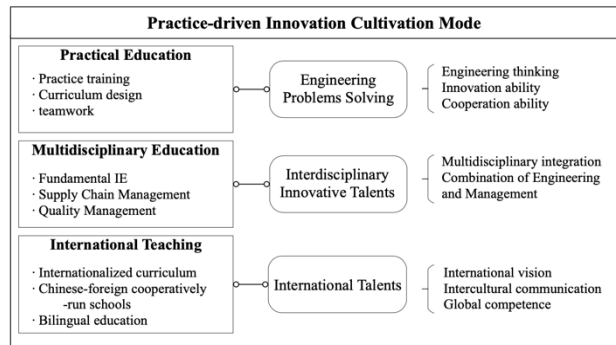 Practice-driven Innovation Cultivation Mode
Practical Education
· Practice training
· Curriculum design
· teamwork
Engineering
Problems Solving
Engineering thinking
Innovation ability
Cooperation ability
Multidisciplinary Education
· Fundamental IE
· Supply Chain Management
· Quality Management
Interdisciplinary
Innovative Talents
Multidisciplinary integration
Combination of Engineering
and Management
International Teaching
· Internationalized curriculum
· Chinese-foreign cooperatively
-run schools
· Bilingual education
International Talents
International vision
Intercultural communication
Global competence